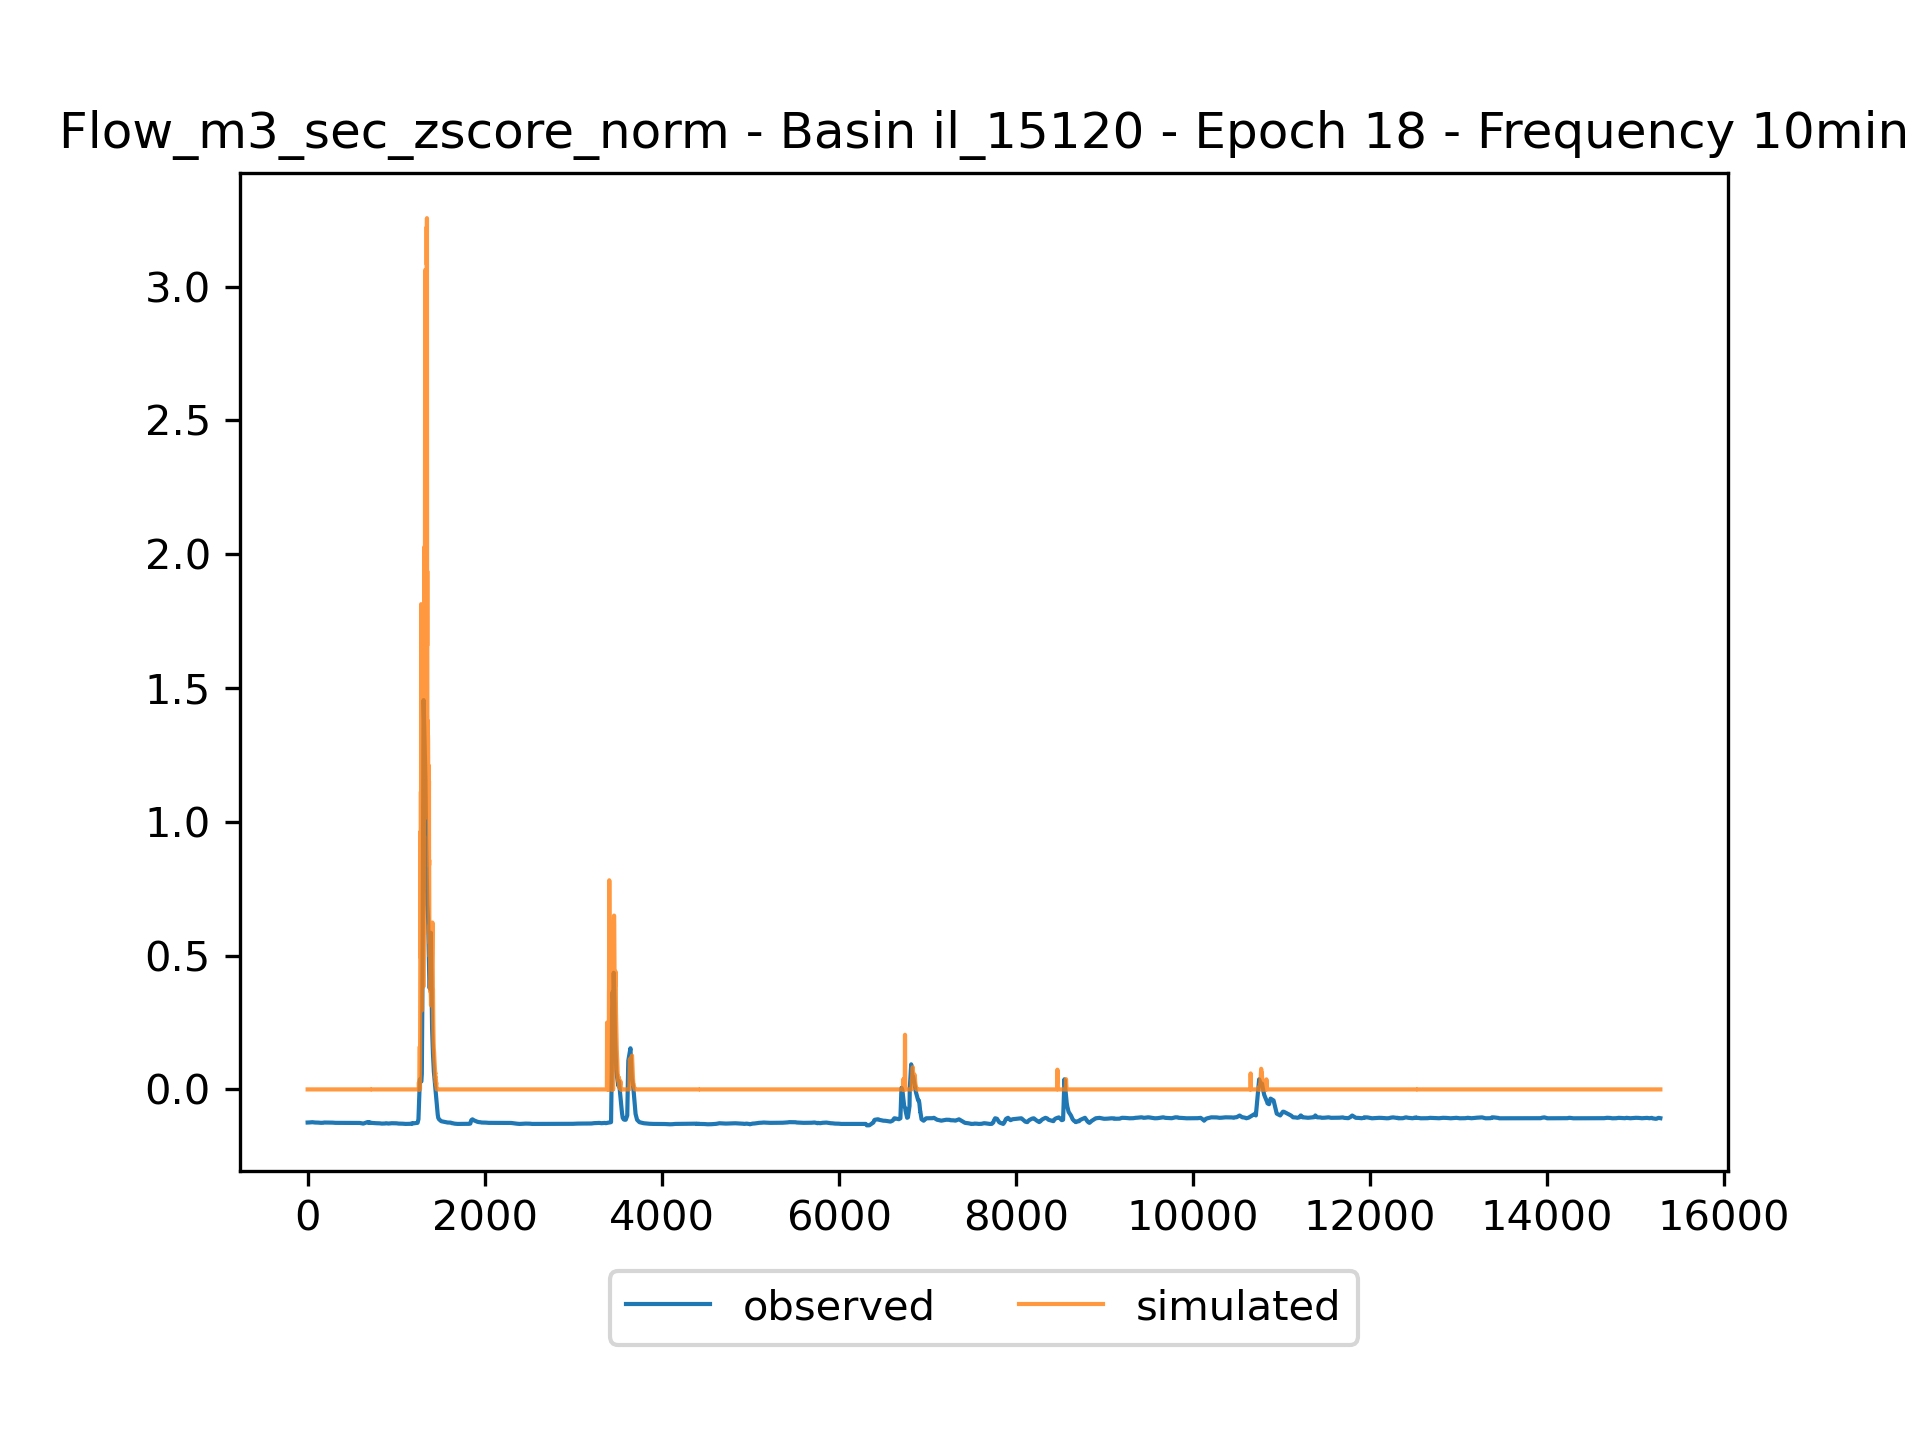 Flow_m3_sec_zscore_norm - Basin il_15120 - Epoch 18 - Frequency 10min
3.0
2.5
2.0
1.5
1.0
0.5
0.0
0 2000 4000 6000 8000 10000 12000 14000 16000
observed simulated